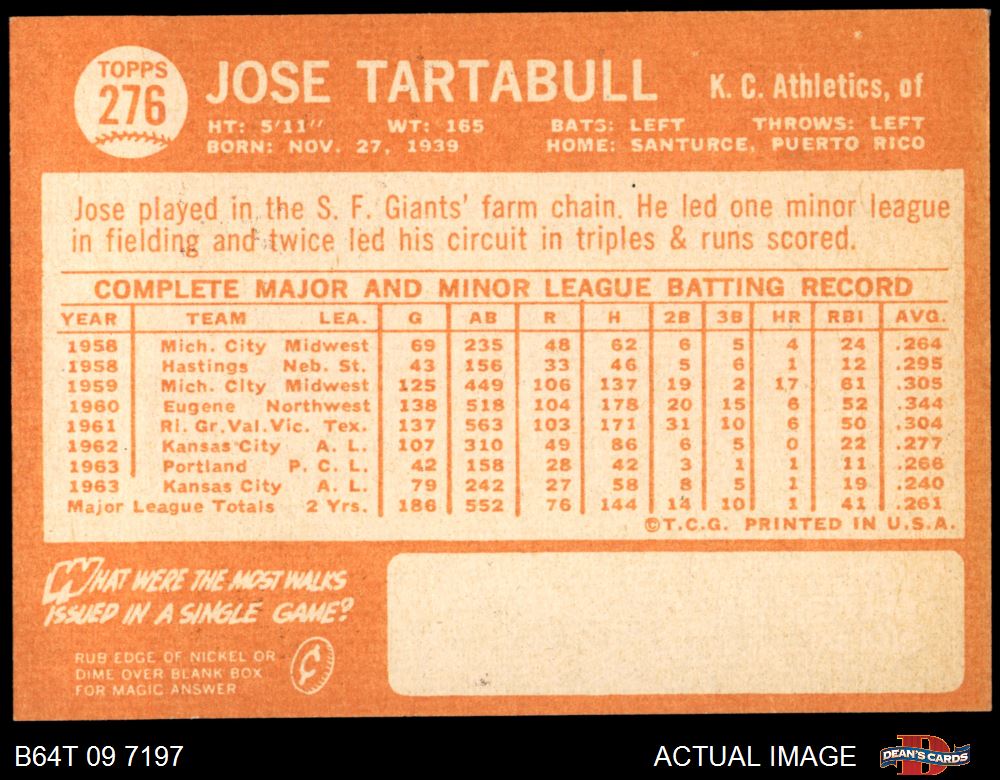 TOPPS
276
JOSE TARTABULL
K. C. Athletics, of
HT: 5'11" WT: 165 BATS: LEFT THROWS: LEFT
BORN: NOV. 27, 1939 HOME: SANTURCE, PUERTO RICO
Jose played in the S. F. Giants' farm chain. He led one minor league
in fielding and twice led his circuit in triples & runs scored.
COMPLETE MAJOR AND MINOR LEAGUE BATTING RECORD
YEAR TEAM LEA. G AB R H 2B 3B HR RBI AVG.
1958 Mich. City Midwest 69 235 48 62 6 5 4 24 .264
1958 Hastings Neb. St. 43 156 33 46 5 6 1 12 .295
1959 Mich. City Midwest 125 449 106 137 19 2 17 61 .305
1960 Eugene Northwest 138 518 104 178 20 15 6 52 .344
1961 Ri. Gr. Val. Vic. Tex. 137 563 103 171 31 10 6 50 .304
1962 Kansas City A. L. 107 310 49 86 6 5 0 22 .277
1963 Portland P. C. L. 42 158 28 42 3 1 1 11 .266
1963 Kansas City A. L. 79 242 27 58 8 5 1 19 .240
Major League Totals 2 Yrs. 186 552 76 144 14 10 1 41 .261
©T.C.G. PRINTED IN U.S.A.
WHAT WERE THE MOST WALKS
ISSUED IN A SINGLE GAME?
RUB EDGE OF NICKEL OR
DIME OVER BLANK BOX
FOR MAGIC ANSWER
B64T 09 7197
ACTUAL IMAGE
DEAN'S CARDS